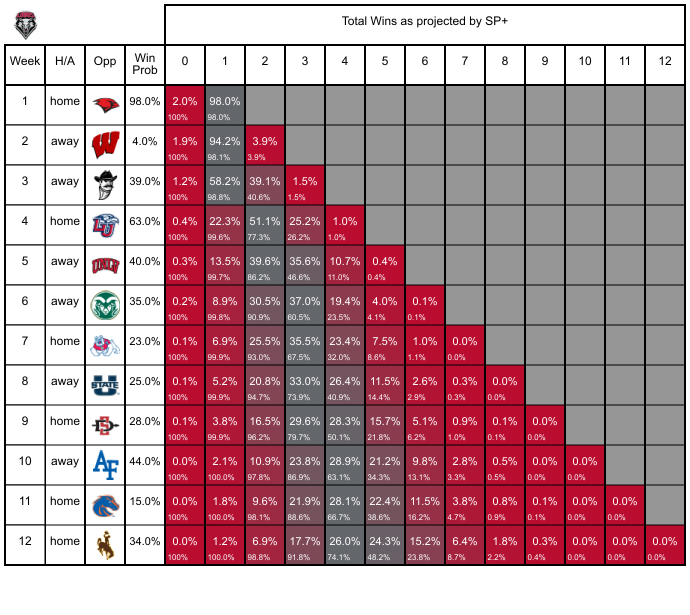 Total Wins as projected by SP+
Week H/A Opp Win Prob 0 1 2 3 4 5 6 7 8 9 10 11 12
1 home 98.0% 2.0% 98.0%
100% 98.0%
2 away W 4.0% 1.9% 94.2% 3.9%
100% 98.1% 3.9%
3 away 39.0% 1.2% 58.2% 39.1% 1.5%
100% 98.8% 40.6% 1.5%
4 home LU 63.0% 0.4% 22.3% 51.1% 25.2% 1.0%
100% 99.6% 77.3% 26.2% 1.0%
5 away UNLV 40.0% 0.3% 13.5% 39.6% 35.6% 10.7% 0.4%
100% 99.7% 86.2% 46.6% 11.0% 0.4%
6 away 35.0% 0.2% 8.9% 30.5% 37.0% 19.4% 4.0% 0.1%
100% 99.8% 90.9% 60.5% 23.5% 4.1% 0.1%
7 home 23.0% 0.1% 6.9% 25.5% 35.5% 23.4% 7.5% 1.0% 0.0%
100% 99.9% 93.0% 67.5% 32.0% 8.6% 1.1% 0.0%
8 away U STATE 25.0% 0.1% 5.2% 20.8% 33.0% 26.4% 11.5% 2.6% 0.3% 0.0%
100% 99.9% 94.7% 73.9% 40.9% 14.4% 2.9% 0.3% 0.0%
9 home SD 28.0% 0.1% 3.8% 16.5% 29.6% 28.3% 15.7% 5.1% 0.9% 0.1% 0.0%
100% 99.9% 96.2% 79.7% 50.1% 21.8% 6.2% 1.0% 0.1% 0.0%
10 away AF 44.0% 0.0% 2.1% 10.9% 23.8% 28.9% 21.2% 9.8% 2.8% 0.5% 0.0% 0.0%
100% 100.0% 97.8% 86.9% 63.1% 34.3% 13.1% 3.3% 0.5% 0.0% 0.0%
11 home 15.0% 0.0% 1.8% 9.6% 21.9% 28.1% 22.4% 11.5% 3.8% 0.8% 0.1% 0.0% 0.0%
100% 100.0% 98.1% 88.6% 66.7% 38.6% 16.2% 4.7% 0.9% 0.1% 0.0% 0.0%
12 home 34.0% 0.0% 1.2% 6.9% 17.7% 26.0% 24.3% 15.2% 6.4% 1.8% 0.3% 0.0% 0.0% 0.0%
100% 100.0% 98.8% 91.8% 74.1% 48.2% 23.8% 8.7% 2.2% 0.4% 0.0% 0.0% 0.0%